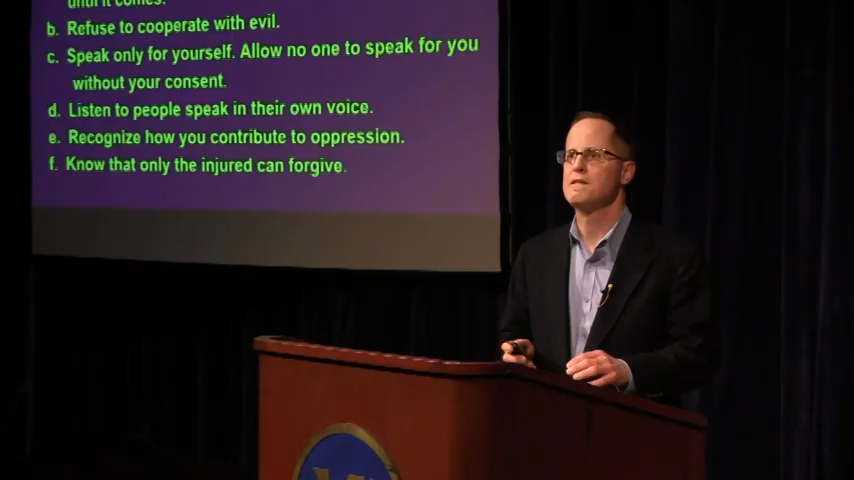 until it comes.
b. Refuse to cooperate with evil.
c. Speak only for yourself. Allow no one to speak for you
without your consent.
d. Listen to people speak in their own voice.
e. Recognize how you contribute to oppression.
f. Know that only the injured can forgive.